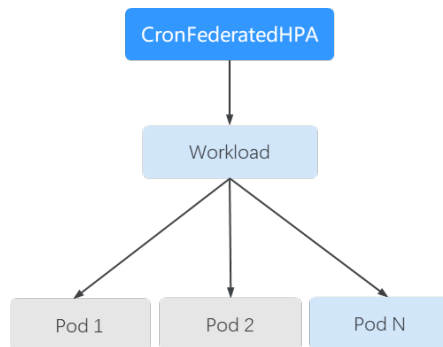 CronFederatedHPA
Workload
Pod 1
Pod 2
Pod N